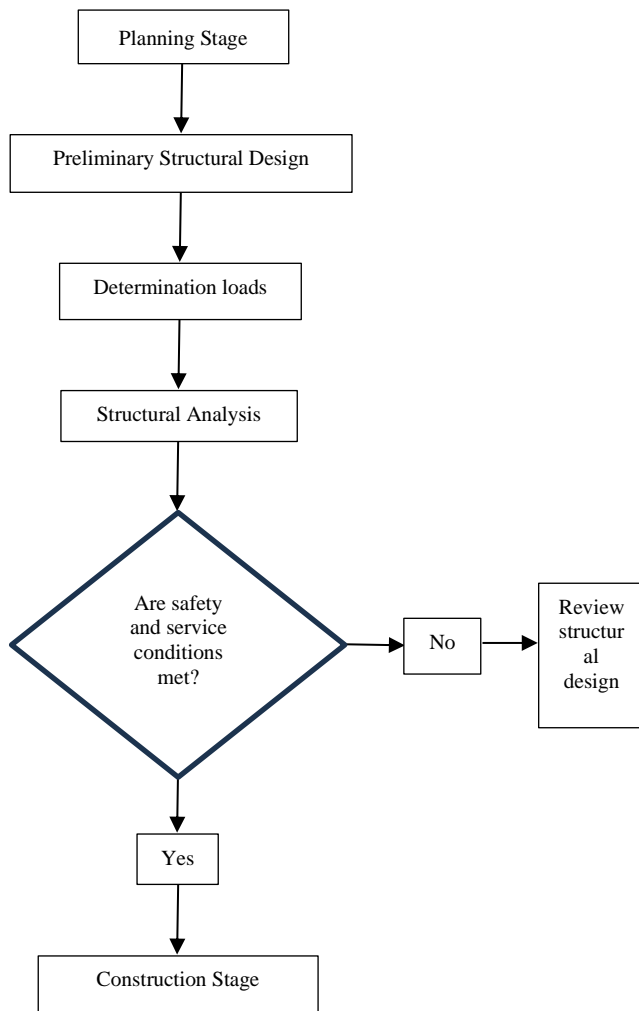 Planning Stage
Preliminary Structural Design
Determination loads
Structural Analysis
Are safety
and service
conditions
met?
No
Review
structur
al
design
Yes
Construction Stage